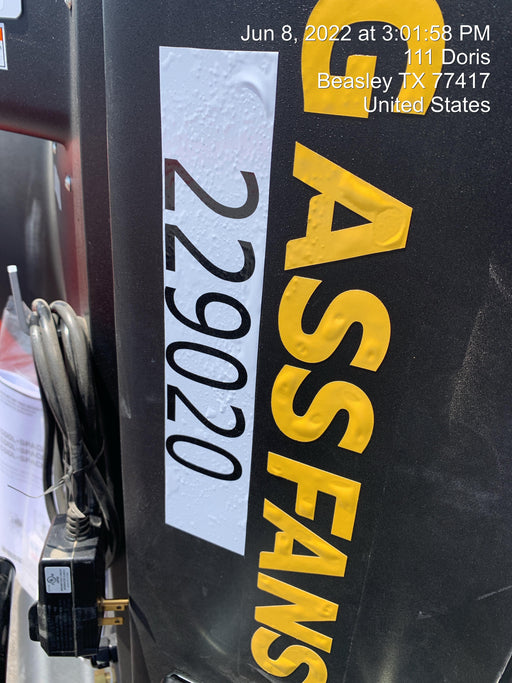 Jun 8, 2022 at 3:01:58 PM
111 Doris
Beasley TX 77417
United States
G ASS FANS
229020